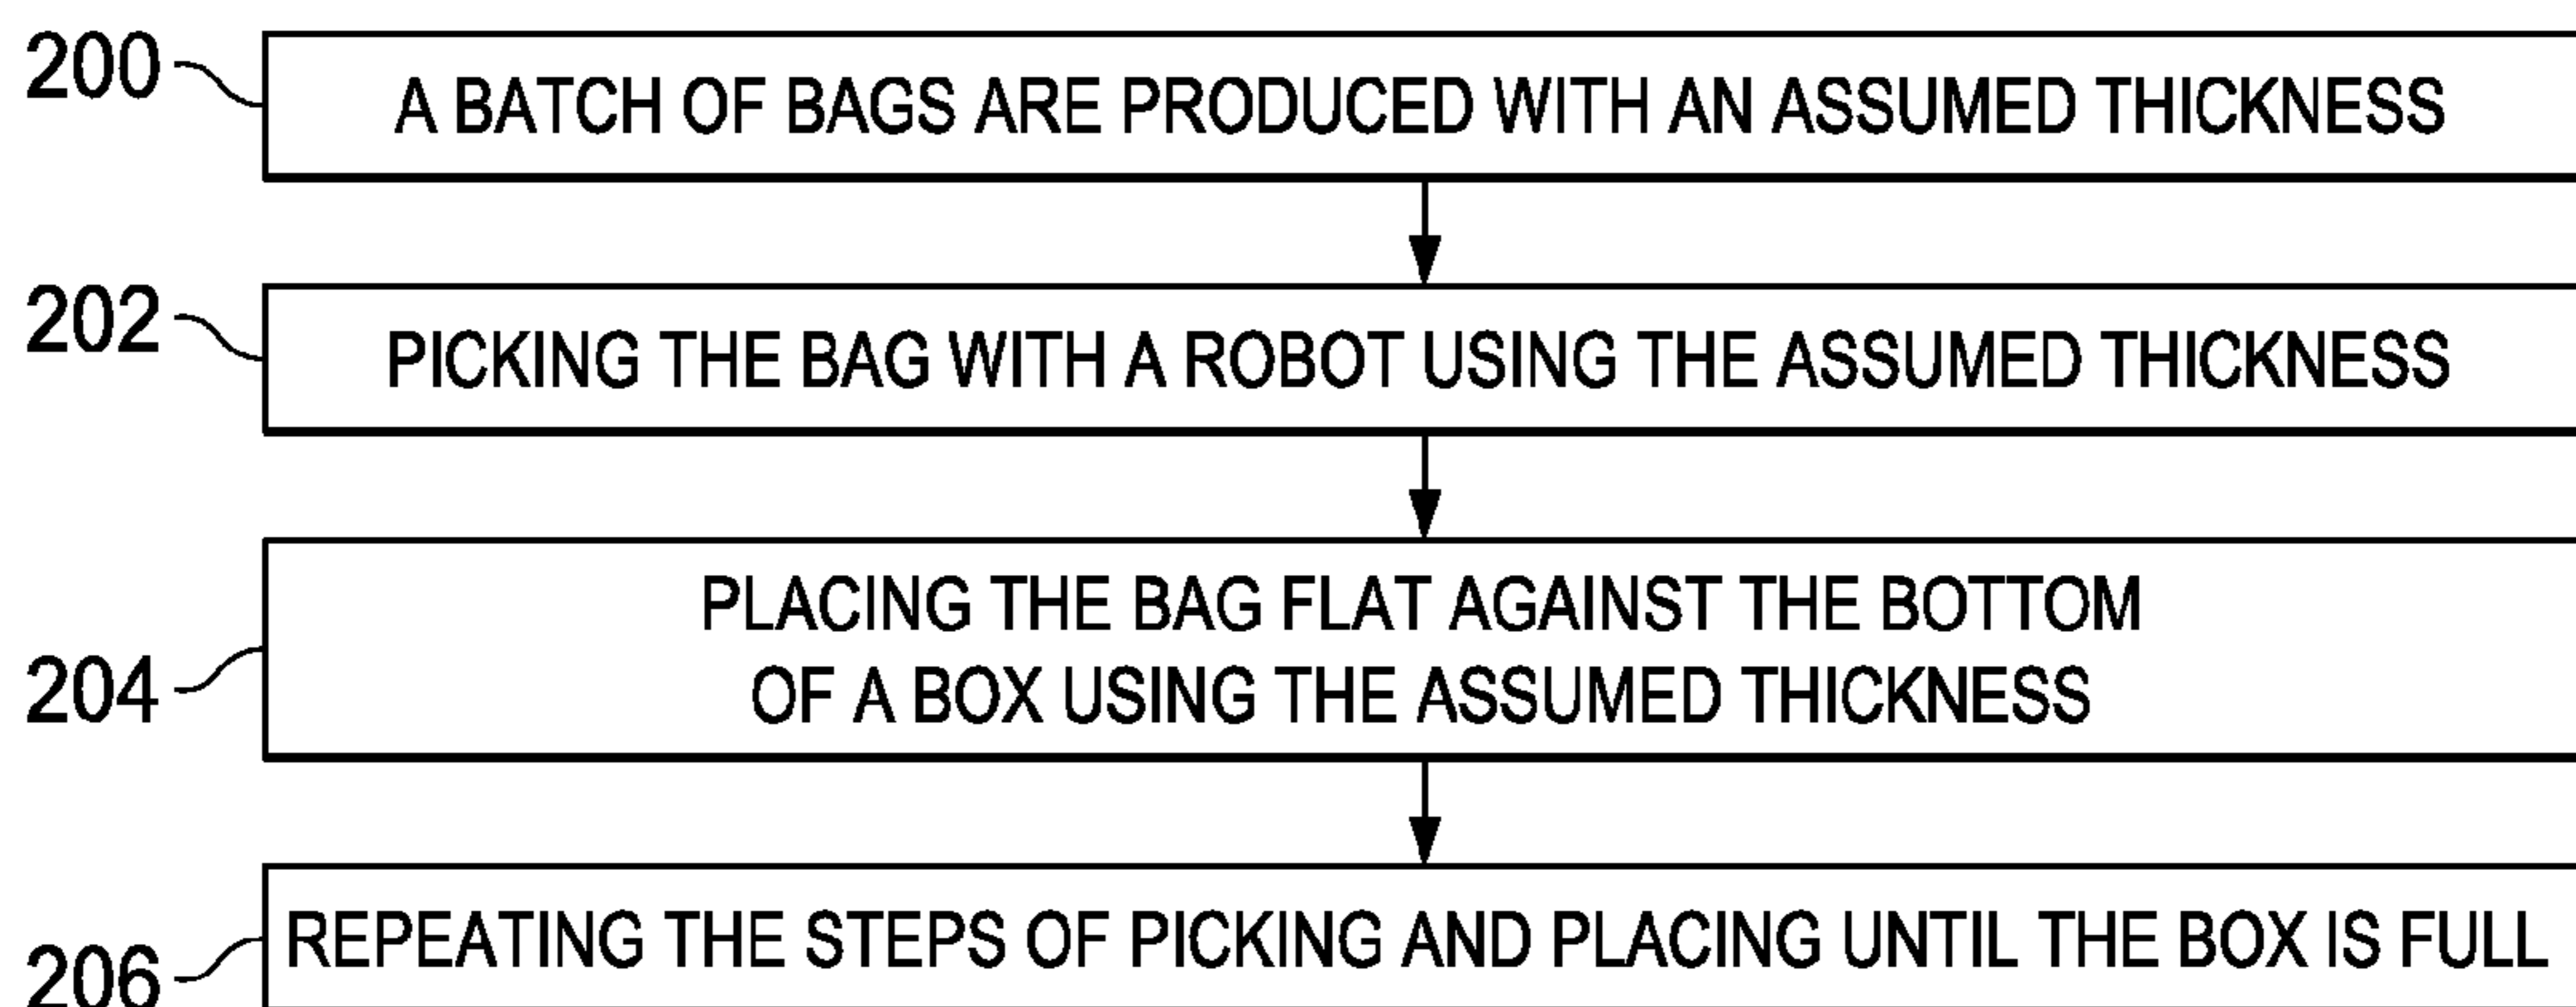 200
A BATCH OF BAGS ARE PRODUCED WITH AN ASSUMED THICKNESS
202
PICKING THE BAG WITH A ROBOT USING THE ASSUMED THICKNESS
204
PLACING THE BAG FLAT AGAINST THE BOTTOM
OF A BOX USING THE ASSUMED THICKNESS
206
REPEATING THE STEPS OF PICKING AND PLACING UNTIL THE BOX IS FULL